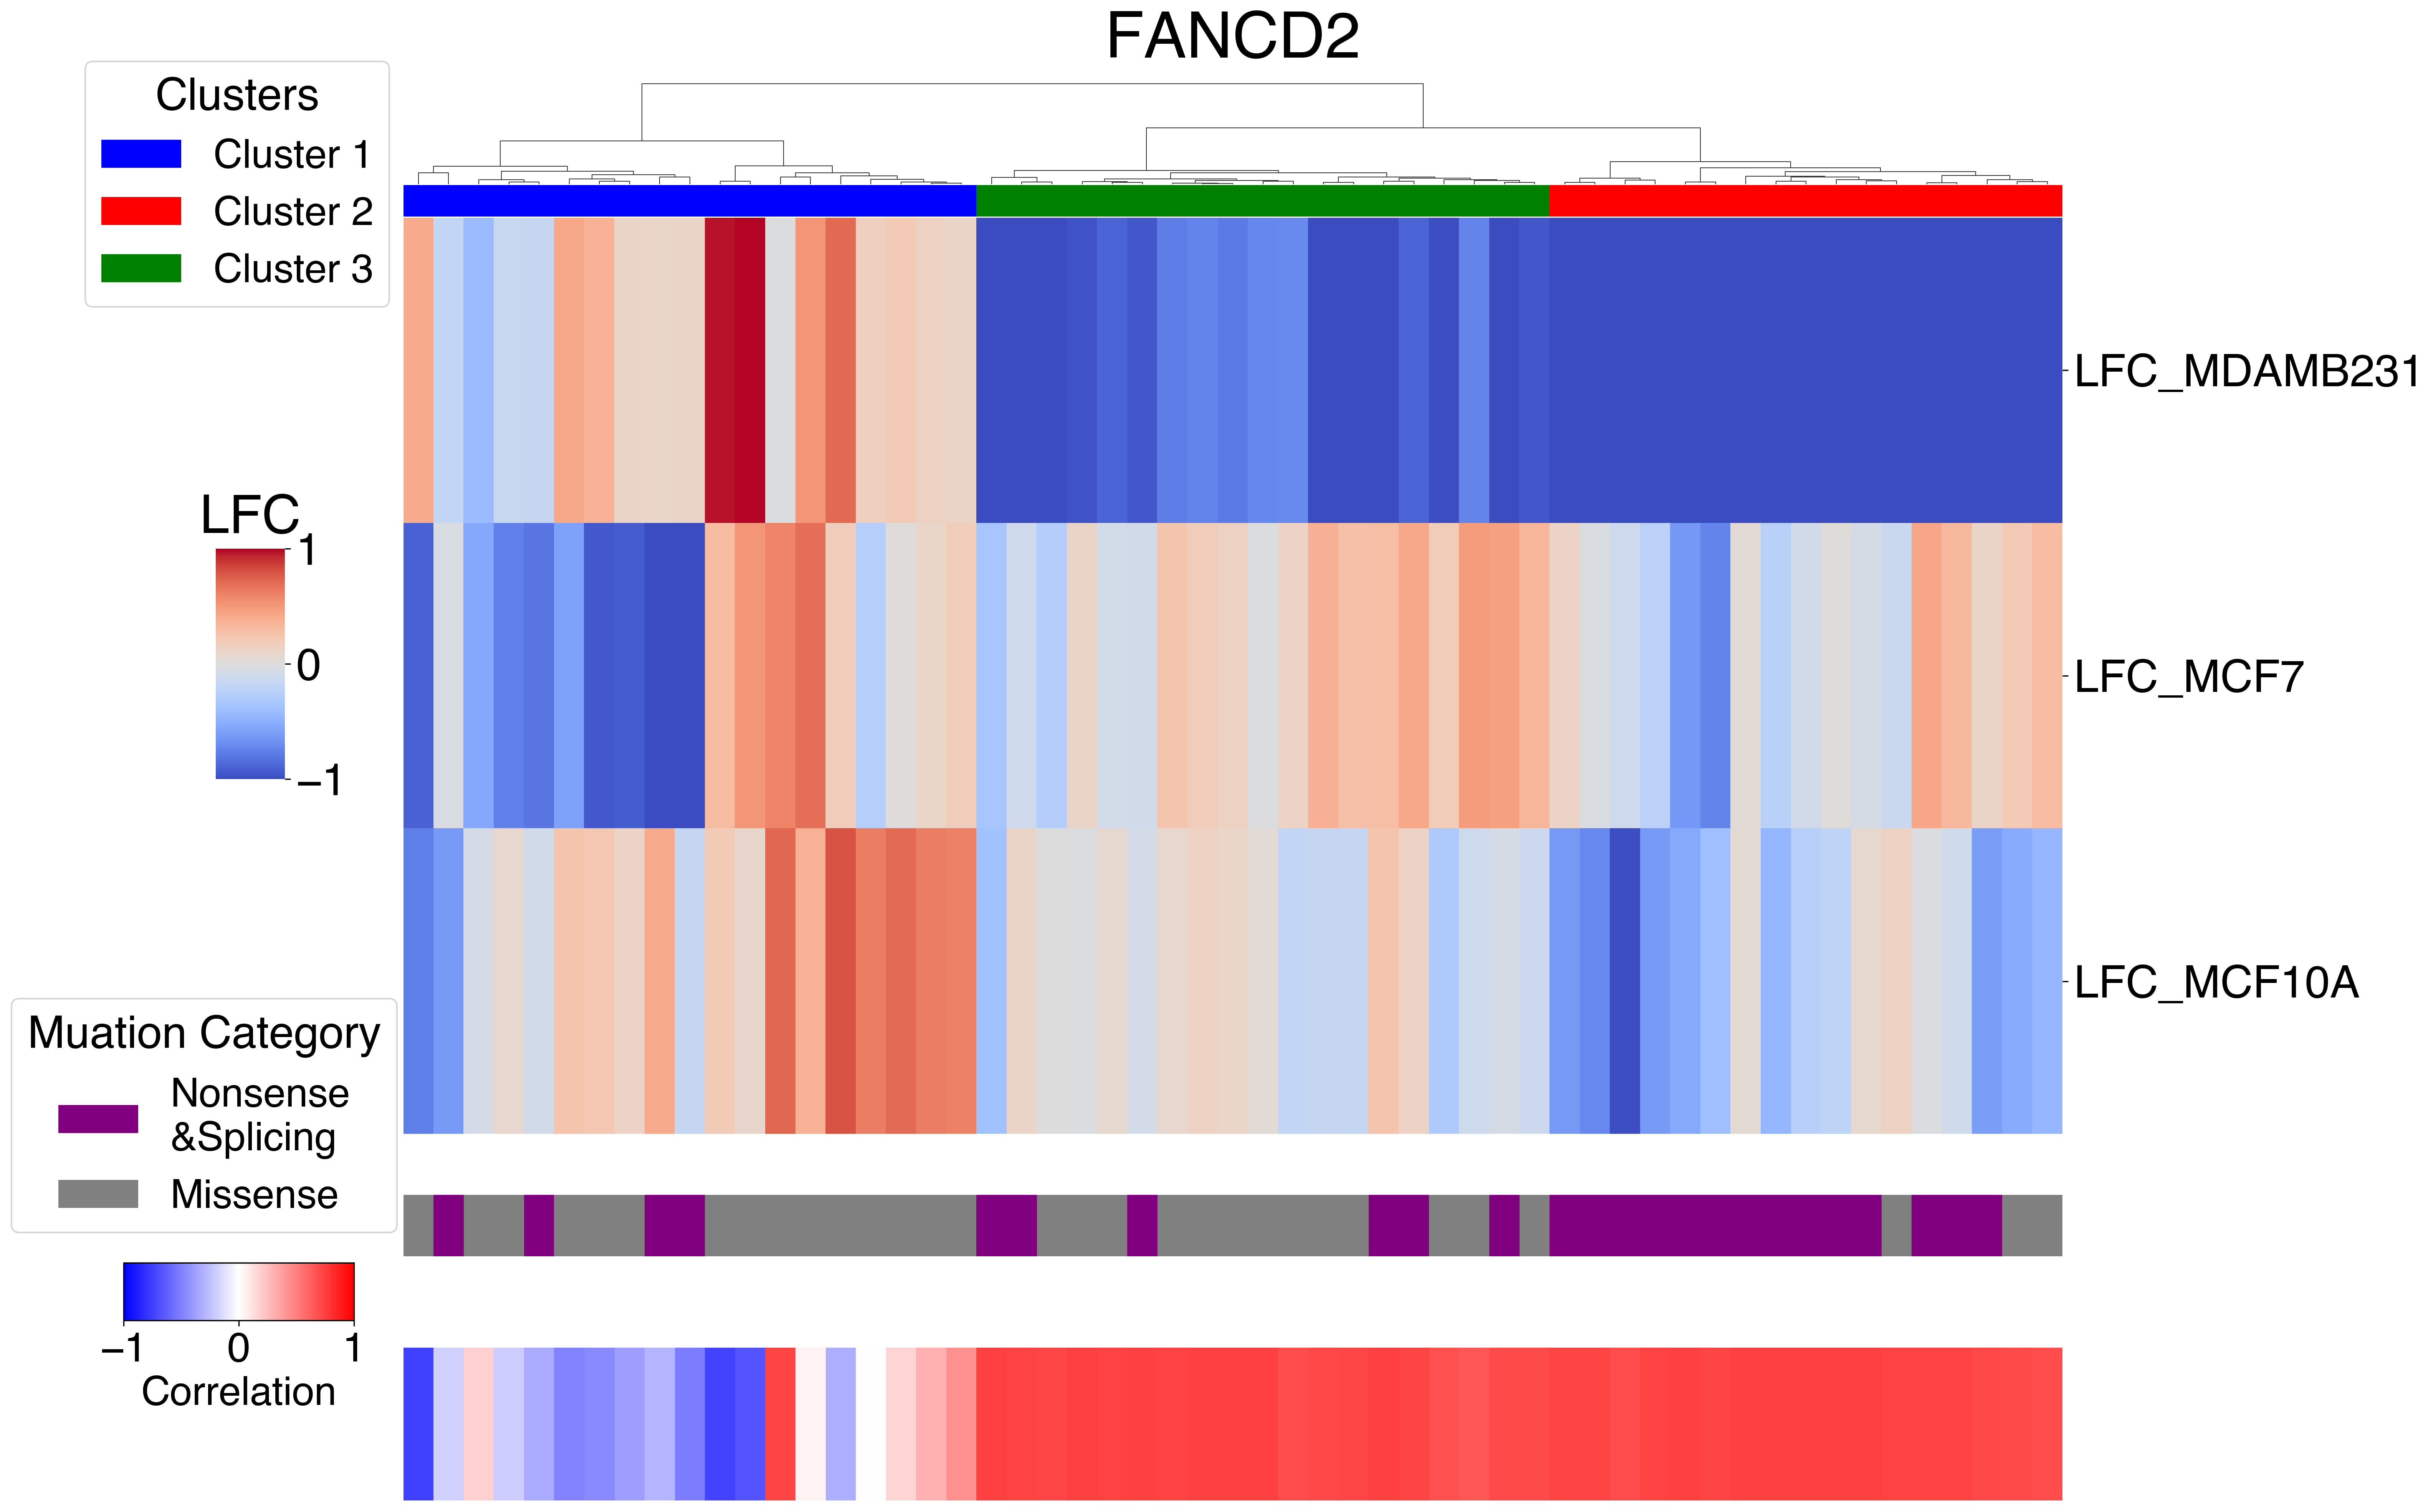 FANCD2
Clusters
Cluster 1
Cluster 2
Cluster 3
LFC_MDAMB231
LFC
1
0
−1
LFC_MCF7
LFC_MCF10A
Muation Category
Nonsense
&Splicing
Missense
−1 0 1
Correlation